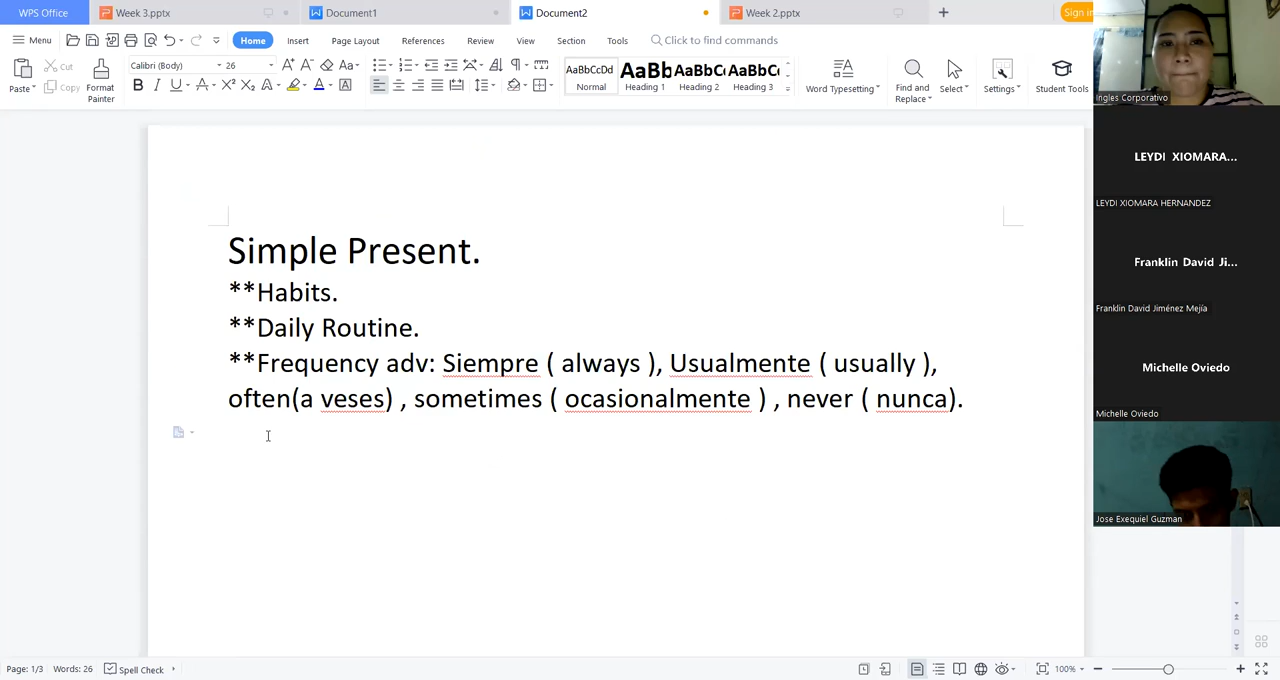 WPS Office Week 3.pptx Document1 Document2 Week 2.pptx Sign in
Menu Home Insert Page Layout References Review View Section Tools Click to find commands
Paste Cut Copy Format Painter Calibri (Body) 26 AaBbCcDd Normal AaBb Heading 1 AaBbC Heading 2 AaBbC Heading 3 Word Typesetting Find and Replace Select Settings Student Tools
Ingles Corporativo
LEYDI XIOMARA...
LEYDI XIOMARA HERNANDEZ
Franklin David Ji...
Franklin David Jiménez Mejía
Michelle Oviedo
Michelle Oviedo
Jose Exequiel Guzman
Simple Present.
**Habits.
**Daily Routine.
**Frequency adv: Siempre ( always ), Usualmente ( usually ),
often(a veses) , sometimes ( ocasionalmente ) , never ( nunca).
Page: 1/3 Words: 26 Spell Check 100%